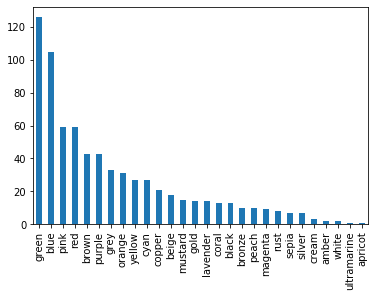 120
100
80
60
40
20
0
green
blue
pink
red
brown
purple
grey
orange
yellow
cyan
copper
beige
mustard
gold
lavender
coral
black
bronze
peach
magenta
rust
sepia
silver
cream
amber
white
ultramarine
apricot